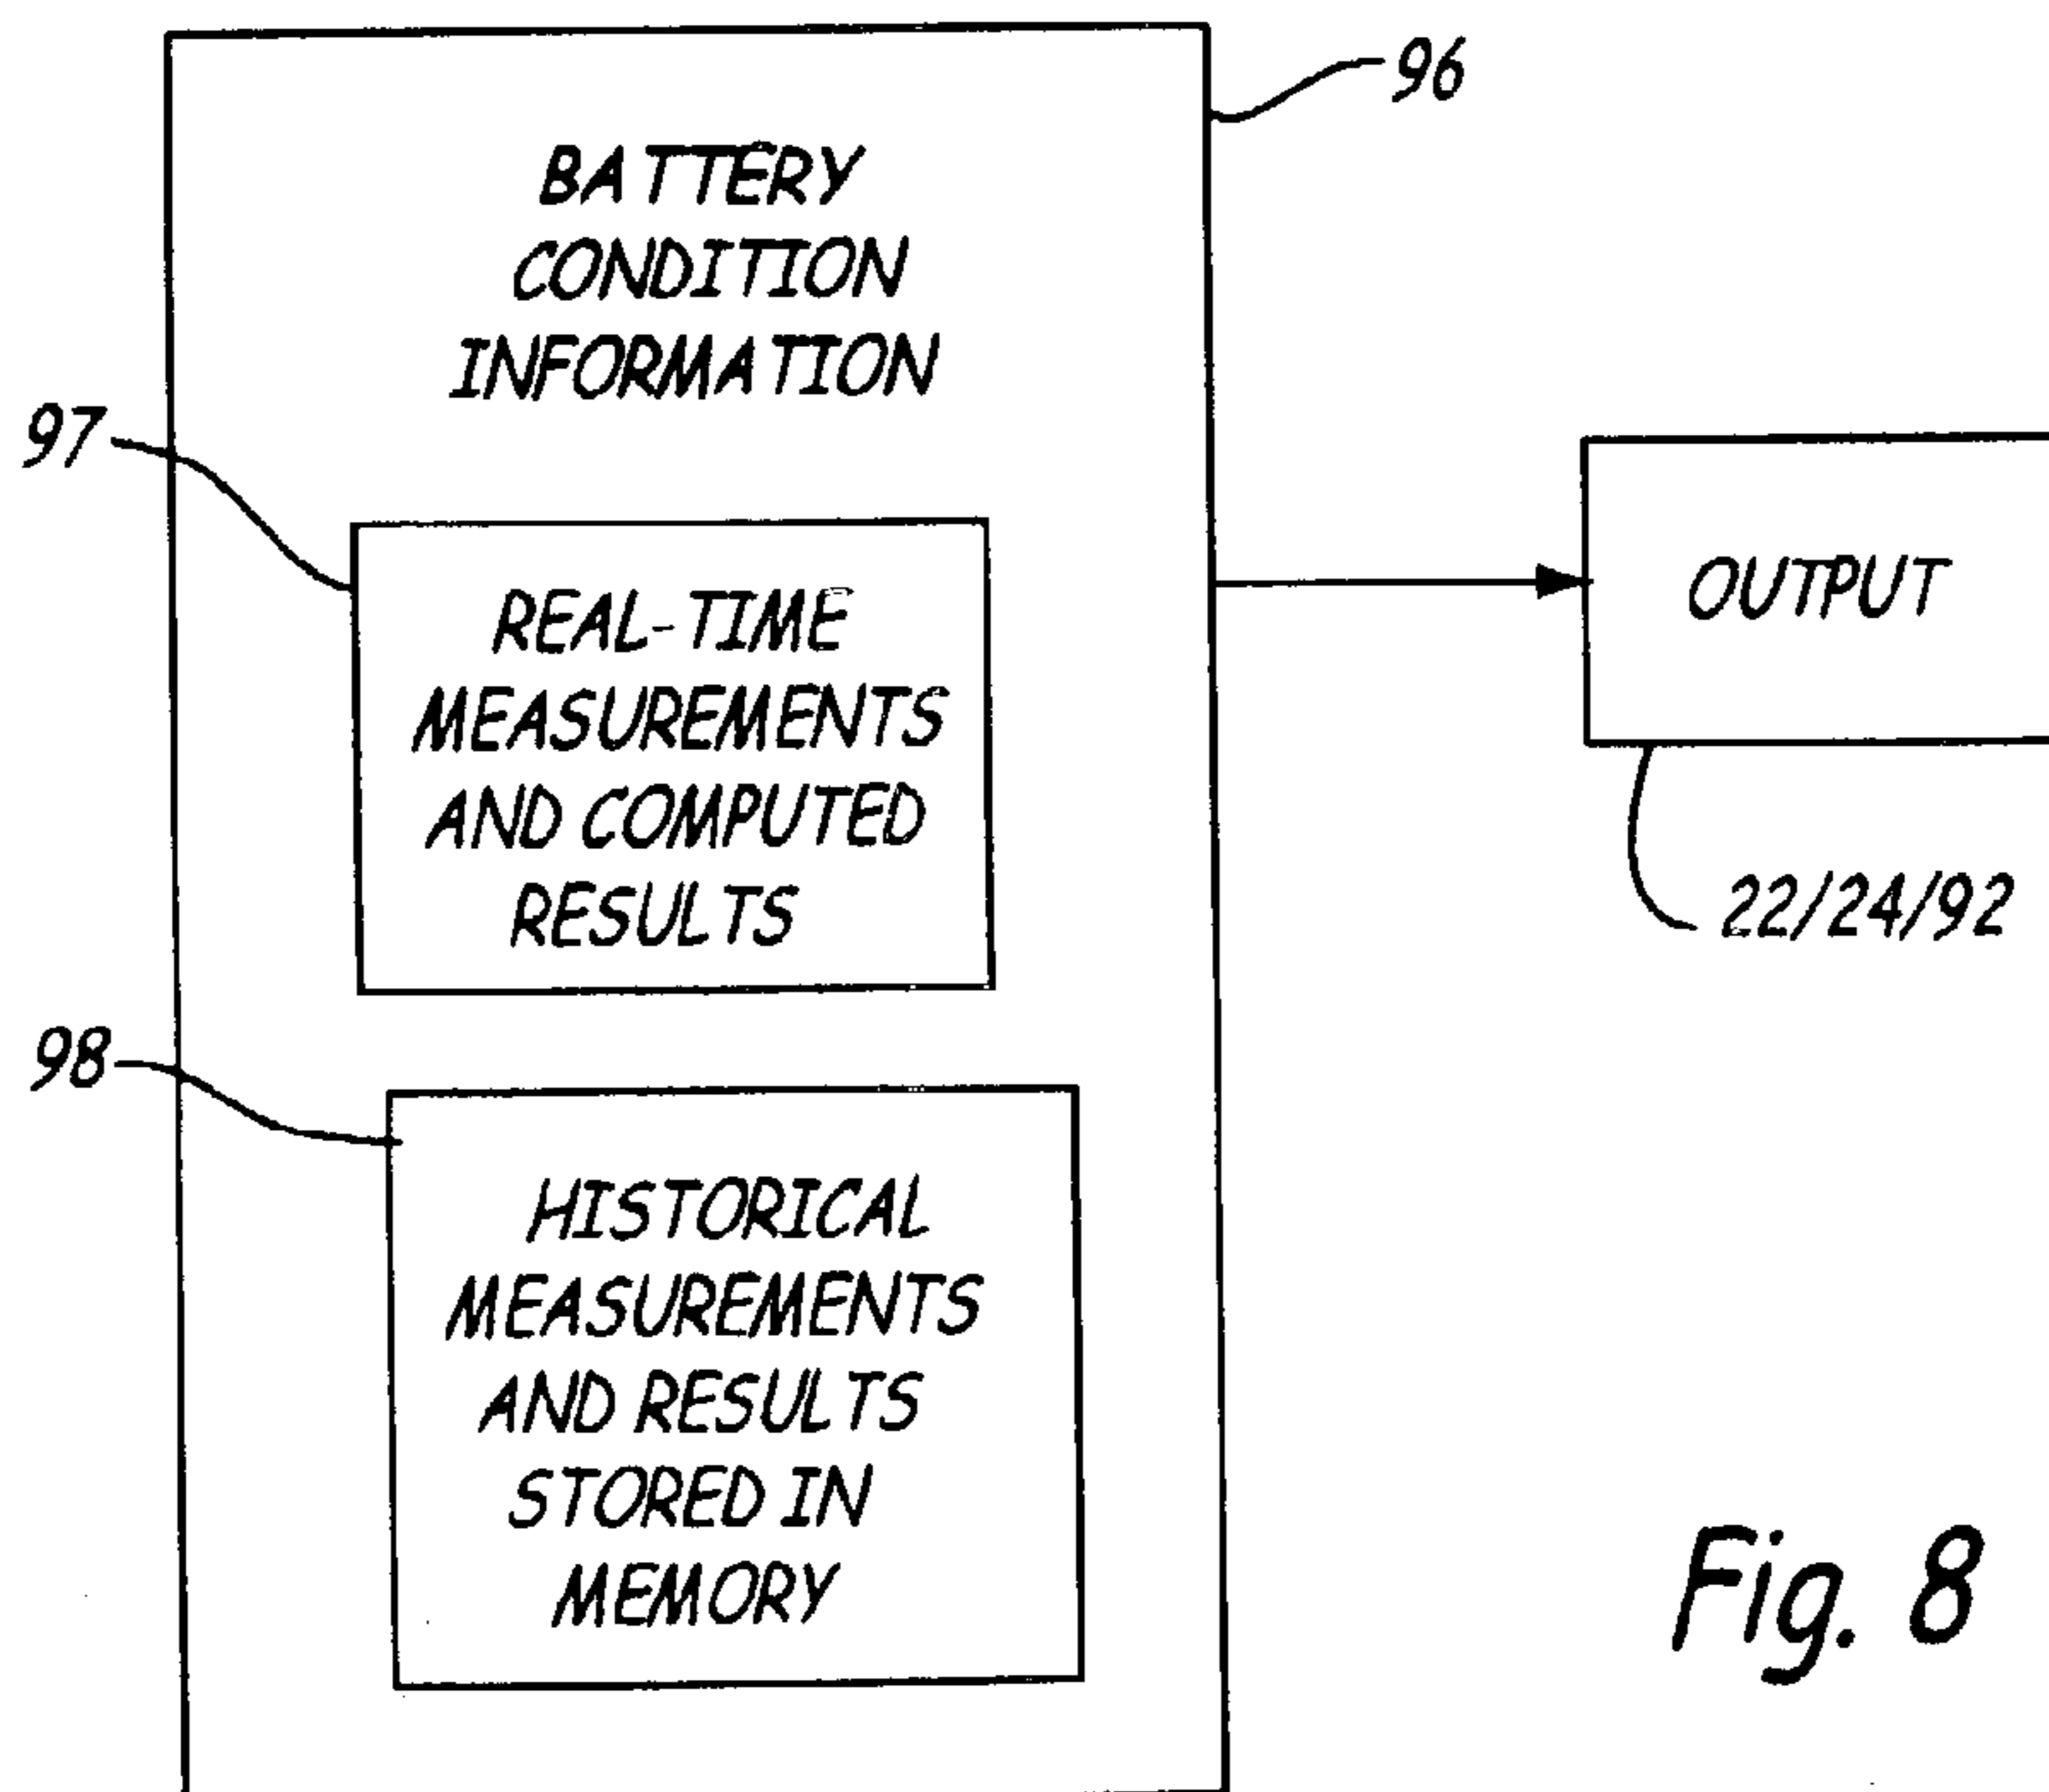 96
BATTERY
CONDITION
INFORMATION
97
REAL-TIME
MEASUREMENTS
AND COMPUTED
RESULTS
OUTPUT
22/24/92
98
HISTORICAL
MEASUREMENTS
AND RESULTS
STORED IN
MEMORY
Fig. 8